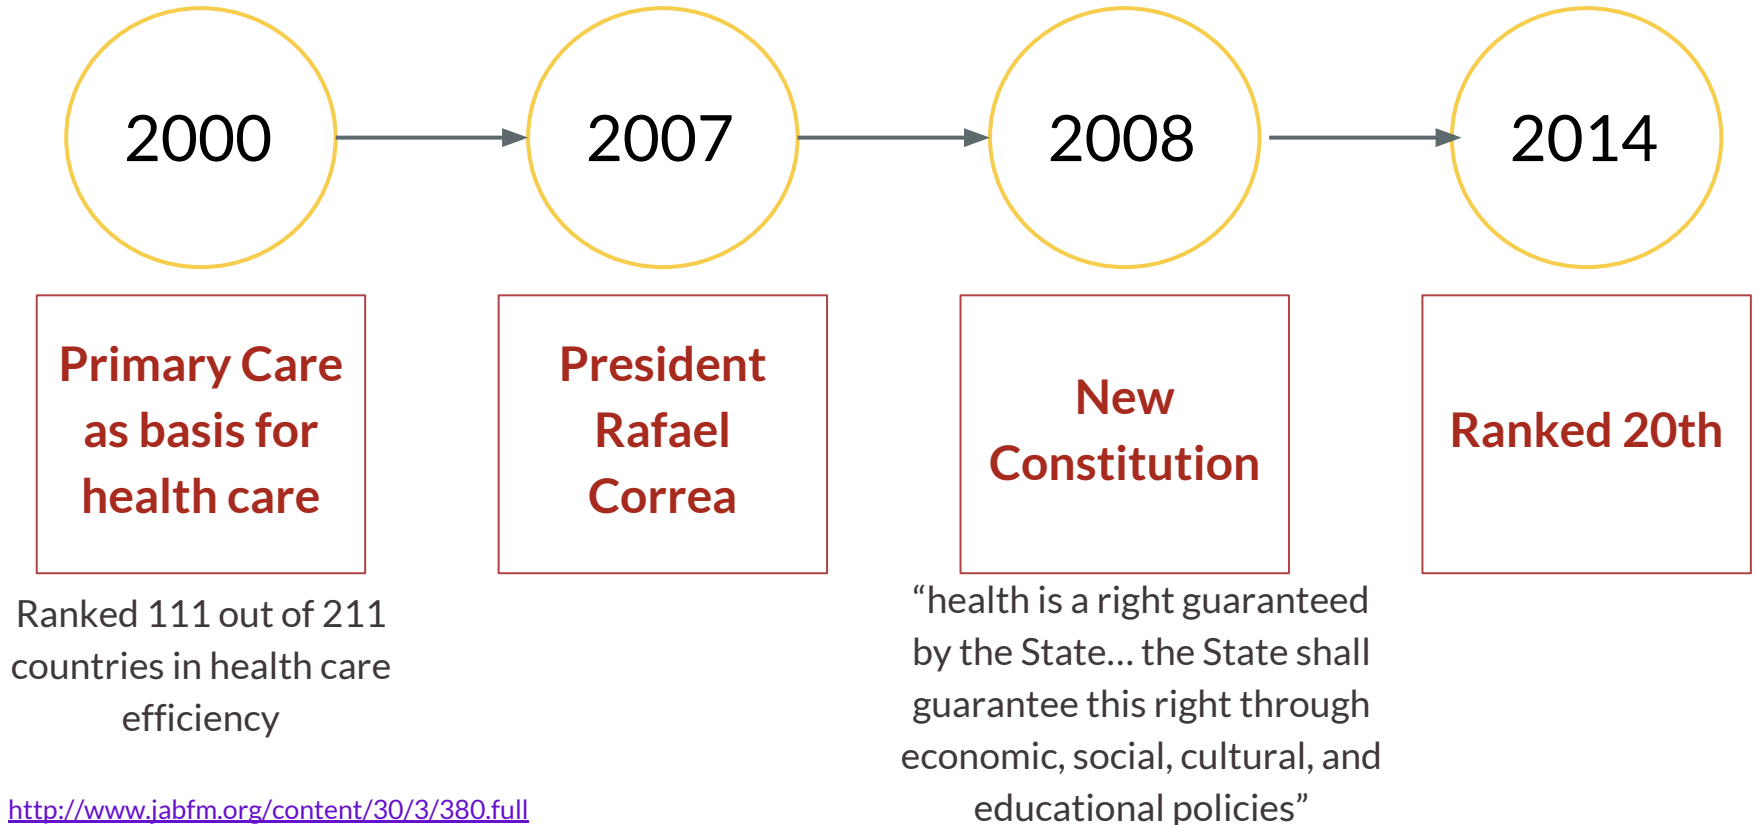 2000
2007
2008
2014
Primary Care
as basis for
health care
President
Rafael
Correa
New
Constitution
Ranked 20th
Ranked 111 out of 211
countries in health care
efficiency
“health is a right guaranteed
by the State... the State shall
guarantee this right through
economic, social, cultural, and
educational policies”
http://www.jabfm.org/content/30/3/380.full